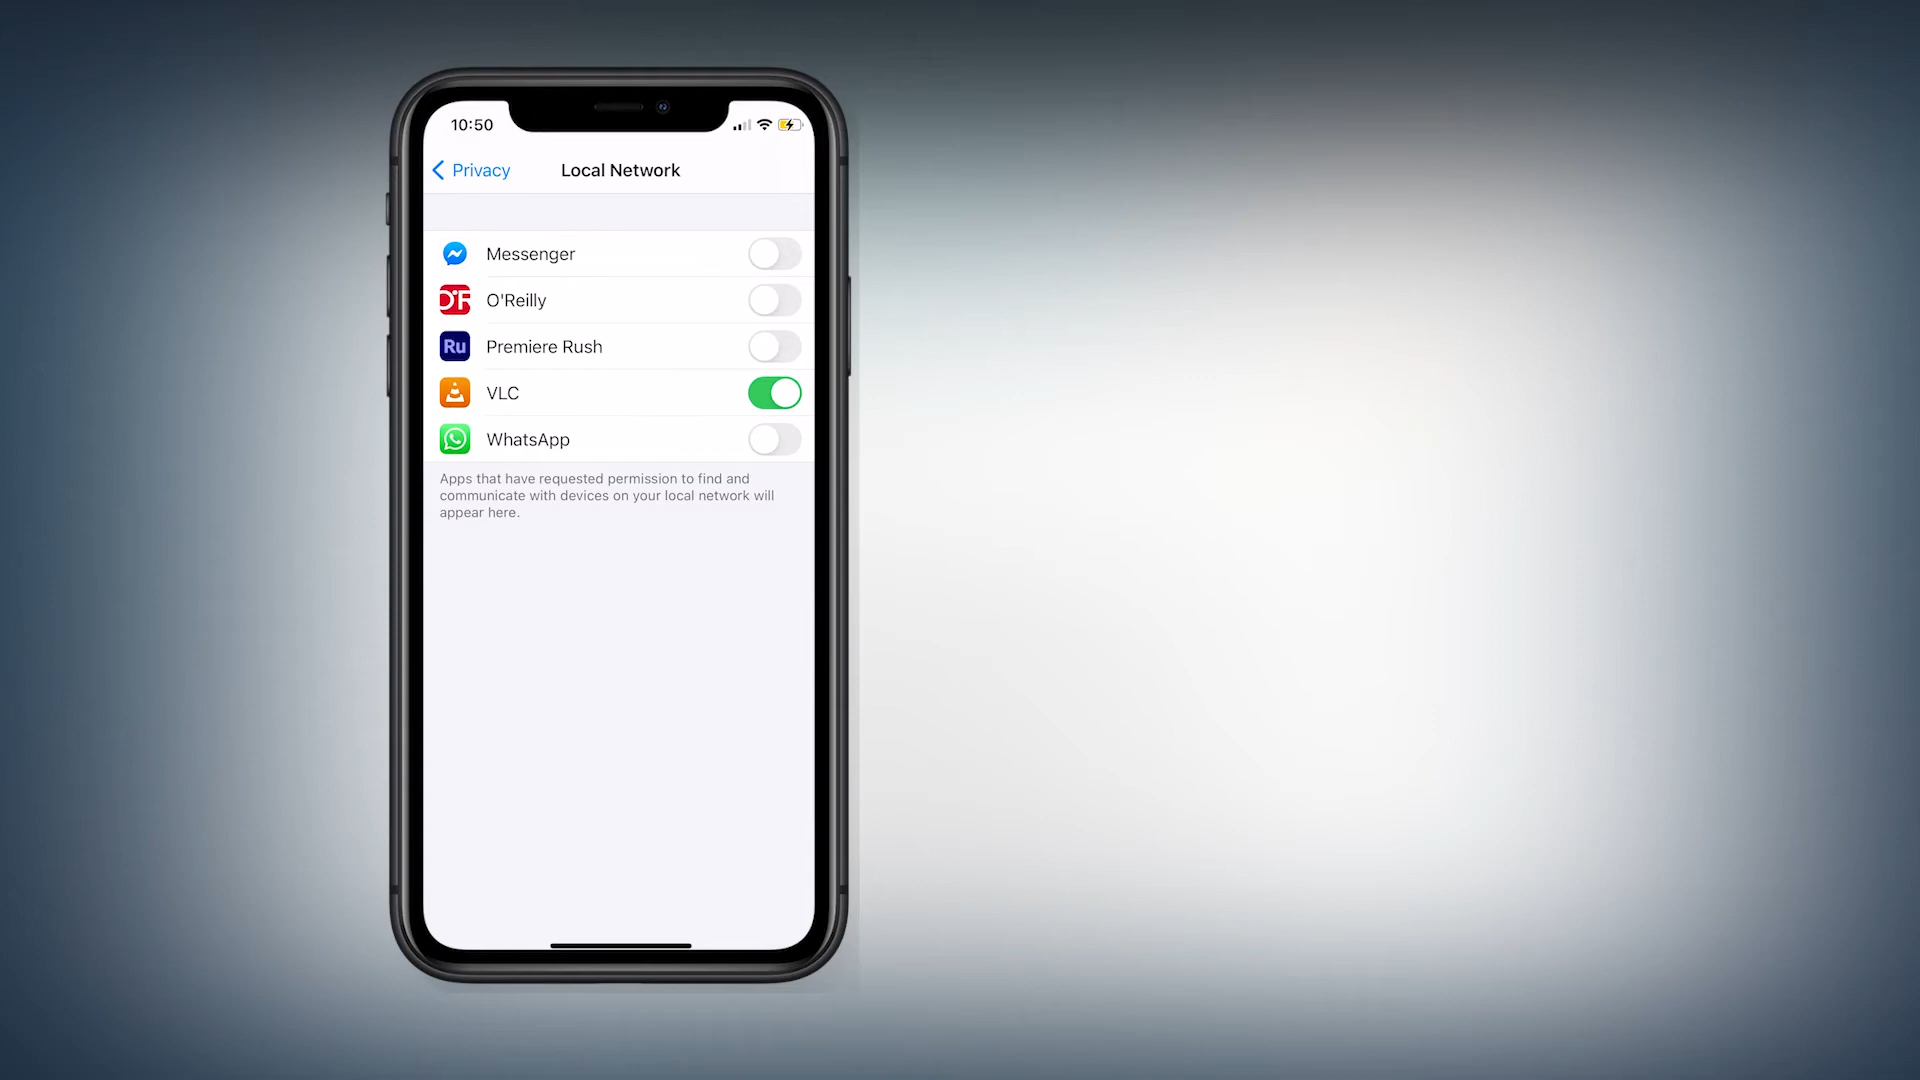 10:50
Privacy
Local Network
Messenger
O'R
O'Reilly
Ru
Premiere Rush
VLC
WhatsApp
Apps that have requested permission to find and
communicate with devices on your local network will
appear here.